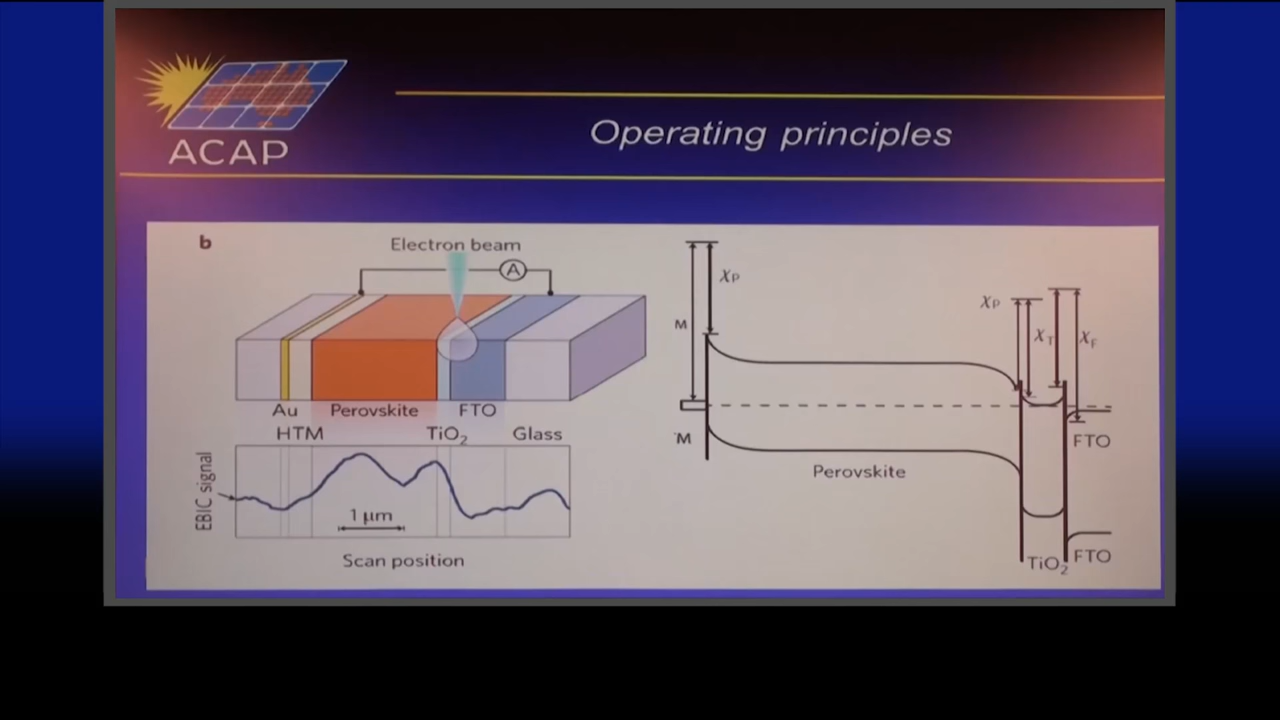 ACAP
Operating principles
b
Electron beam
A
Au
Perovskite
FTO
HTM
TiO2
Glass
EBIC signal
1 μm
Scan position
χP
M
M
Perovskite
χP
χT
χF
FTO
TiO2
FTO